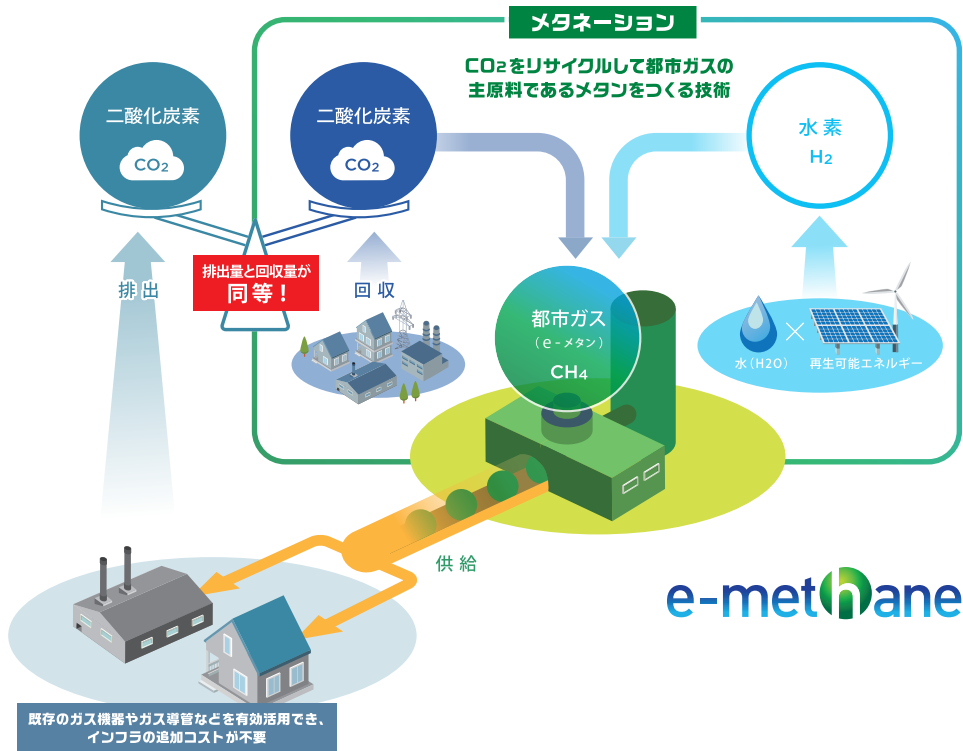 メタネーション
CO2をリサイクルして都市ガスの
主原料であるメタンをつくる技術
二酸化炭素
CO2
二酸化炭素
CO2
水素
H2
排出量と回収量が
同等！
排出
回収
都市ガス
（e-メタン）
CH4
水（H2O）
×
再生可能エネルギー
供給
e-methane
既存のガス機器やガス導管などを有効活用でき、
インフラの追加コストが不要